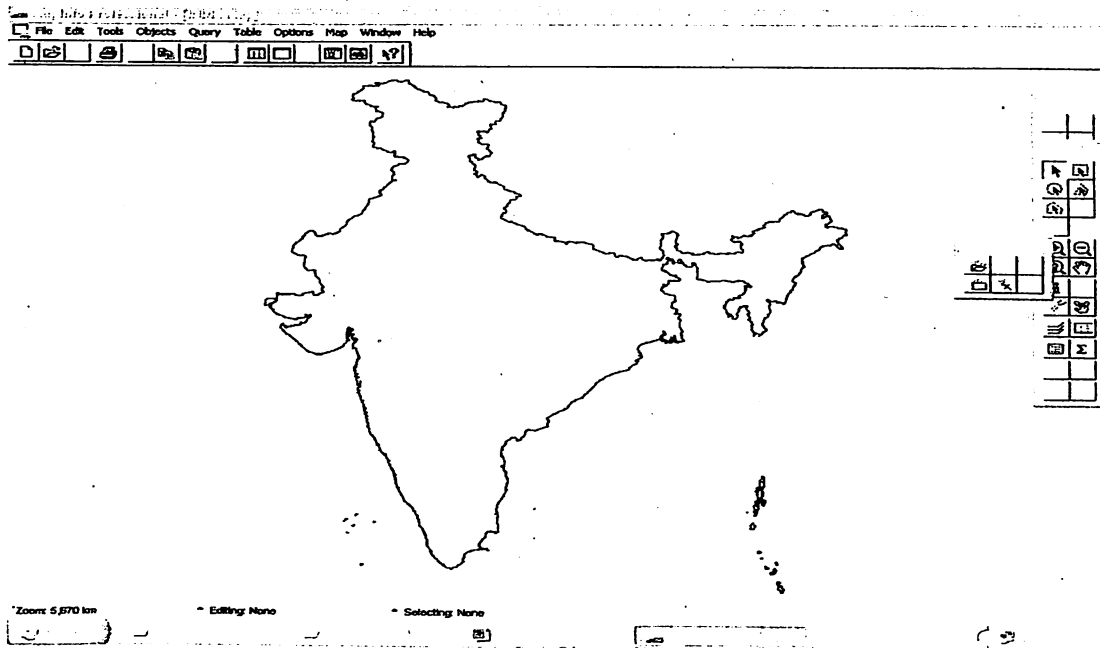 File Edit Tools Objects Query Table Options Map Window Help
Zoom: 5,670 km
Editing: None
Selecting: None